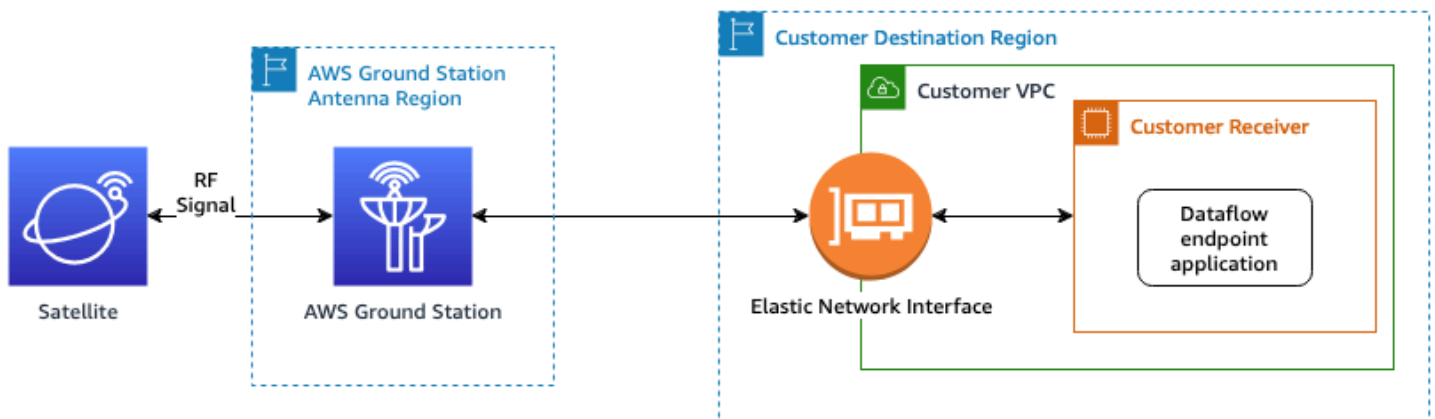 Customer Destination Region
AWS Ground Station
Antenna Region
Customer VPC
Customer Receiver
RF
Signal
Dataflow
endpoint
application
Satellite
AWS Ground Station
Elastic Network Interface